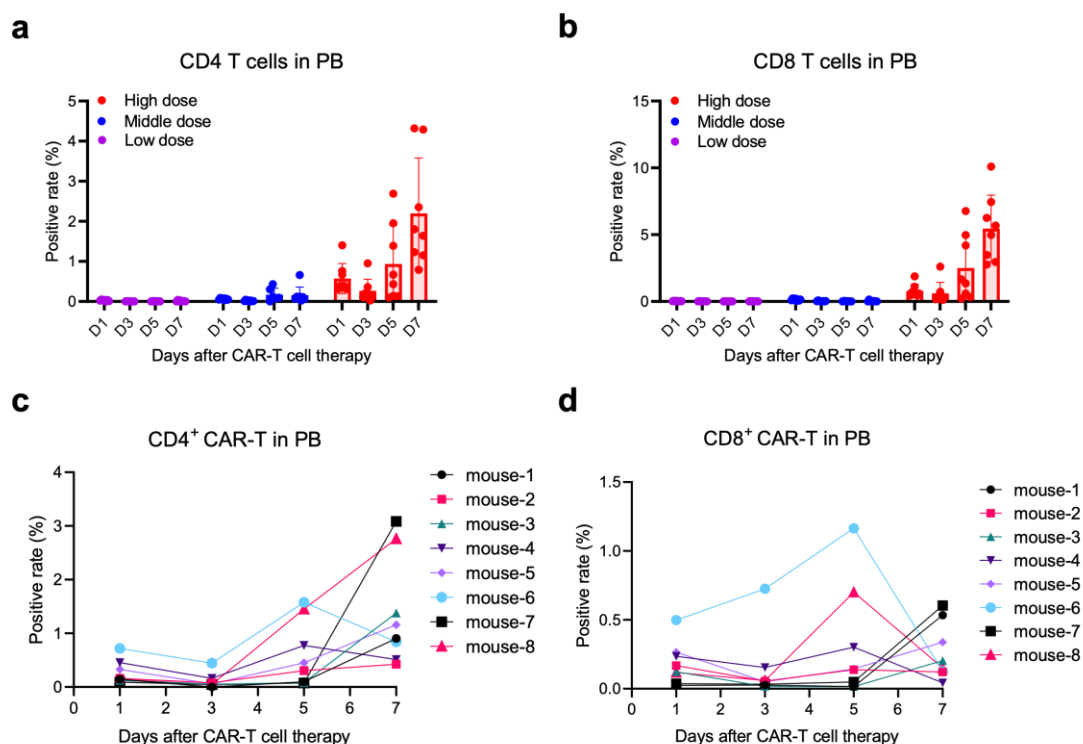 a
CD4 T cells in PB
Positive rate (%)
5
4
3
2
1
0
High dose
Middle dose
Low dose
D1 D3 D5 D7 D1 D3 D5 D7 D1 D3 D5 D7
Days after CAR-T cell therapy
b
CD8 T cells in PB
Positive rate (%)
15
10
5
0
High dose
Middle dose
Low dose
D1 D3 D5 D7 D1 D3 D5 D7 D1 D3 D5 D7
Days after CAR-T cell therapy
c
CD4⁺ CAR-T in PB
Positive rate (%)
4
3
2
1
0
0 1 2 3 4 5 6 7
Days after CAR-T cell therapy
mouse-1
mouse-2
mouse-3
mouse-4
mouse-5
mouse-6
mouse-7
mouse-8
d
CD8⁺ CAR-T in PB
Positive rate (%)
1.5
1.0
0.5
0.0
0 1 2 3 4 5 6 7
Days after CAR-T cell therapy
mouse-1
mouse-2
mouse-3
mouse-4
mouse-5
mouse-6
mouse-7
mouse-8